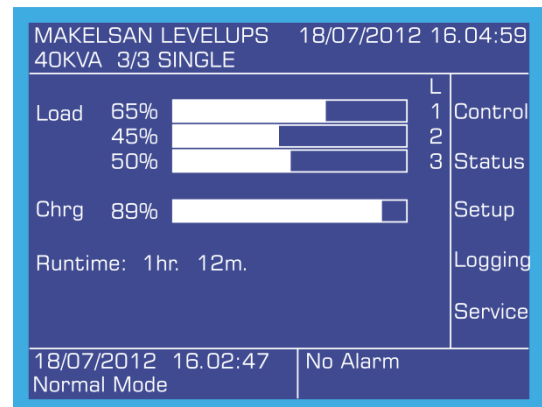 MAKELSAN LEVELUPS 18/07/2012 16.04:59
40KVA 3/3 SINGLE
L
Load 65% 1 Control
45% 2
50% 3 Status
Chrg 89% Setup
Runtime: 1hr. 12m. Logging
Service
18/07/2012 16.02:47 No Alarm
Normal Mode